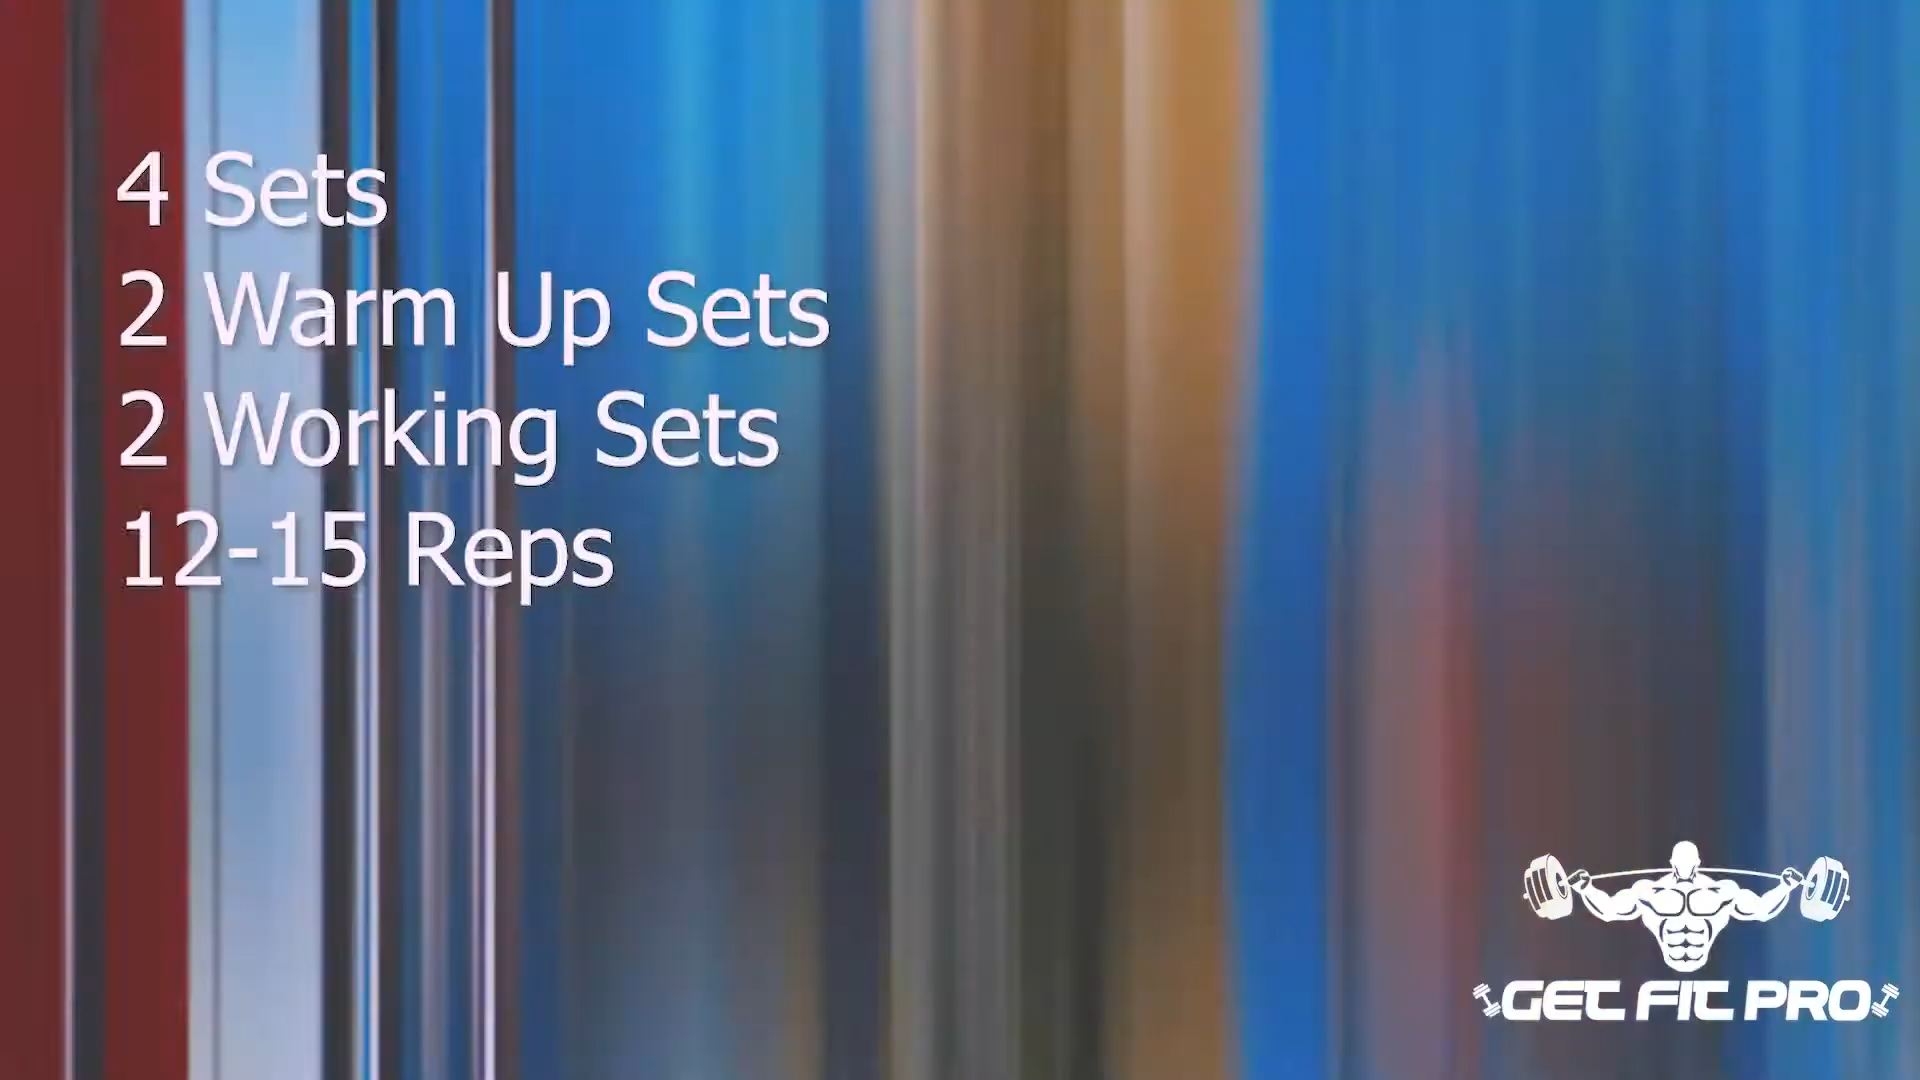 4 Sets
2 Warm Up Sets
2 Working Sets
12-15 Reps
GET FIT PRO